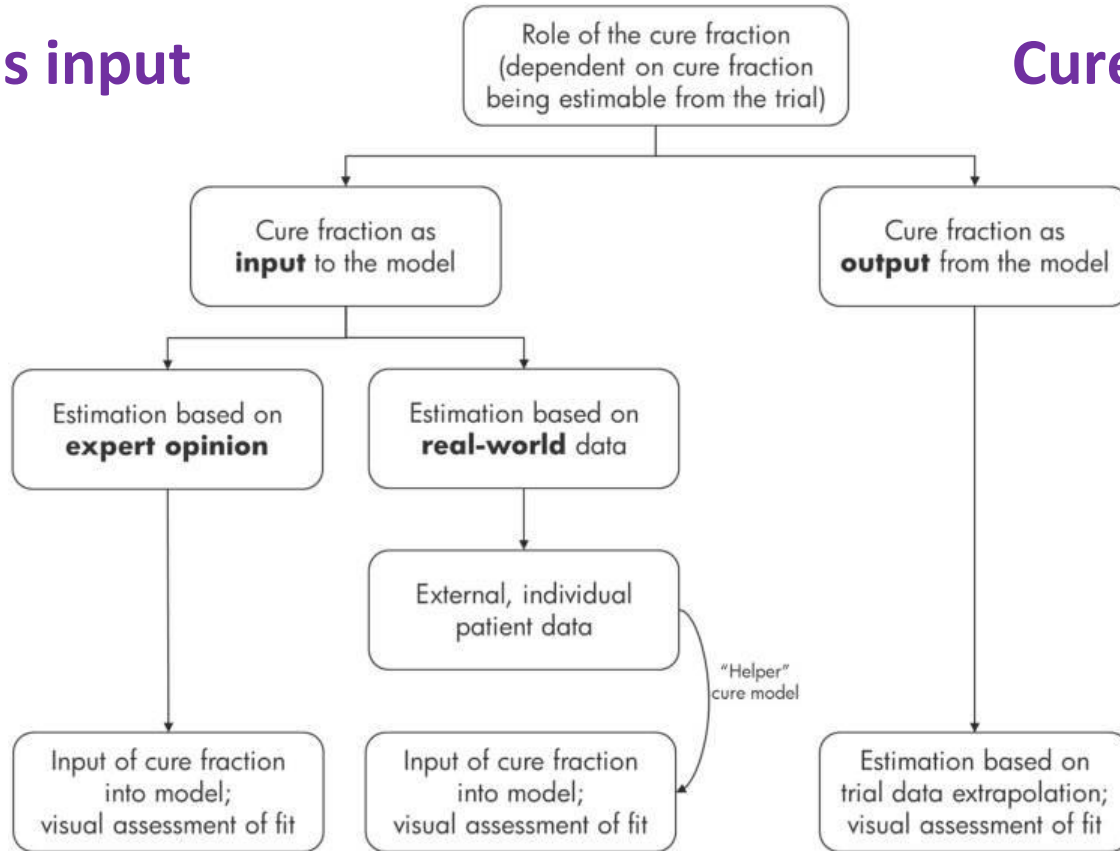 s input
Cure
Role of the cure fraction
(dependent on cure fraction
being estimable from the trial)
Cure fraction as
input to the model
Cure fraction as
output from the model
Estimation based on
expert opinion
Estimation based on
real-world data
External, individual
patient data
"Helper"
cure model
Input of cure fraction
into model;
visual assessment of fit
Input of cure fraction
into model;
visual assessment of fit
Estimation based on
trial data extrapolation;
visual assessment of fit